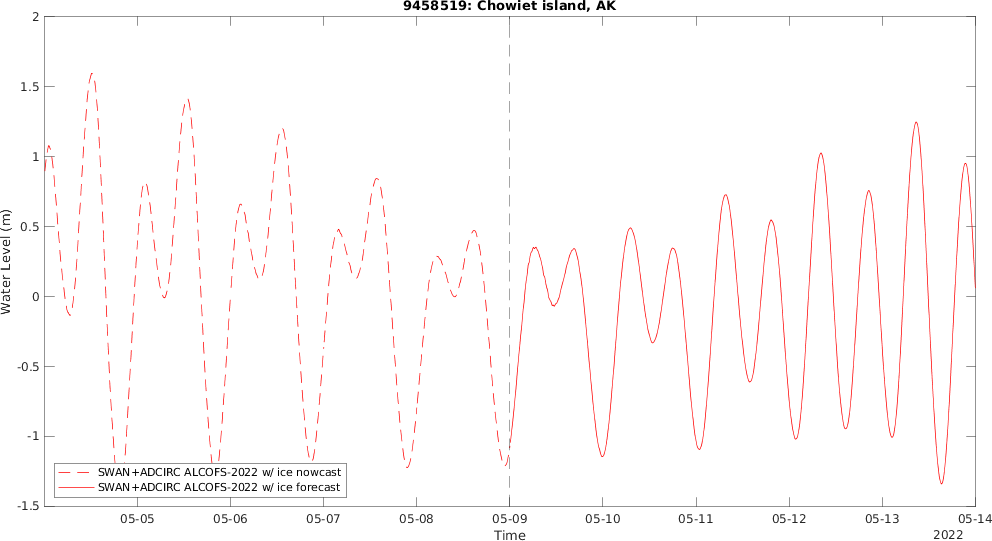 9458519: Chowiet island, AK
2
1.5
1
0.5
0
-0.5
-1
-1.5
Water Level (m)
SWAN+ADCIRC ALCOFS-2022 w/ ice nowcast
SWAN+ADCIRC ALCOFS-2022 w/ ice forecast
05-05 05-06 05-07 05-08 05-09 05-10 05-11 05-12 05-13 05-14
Time
2022